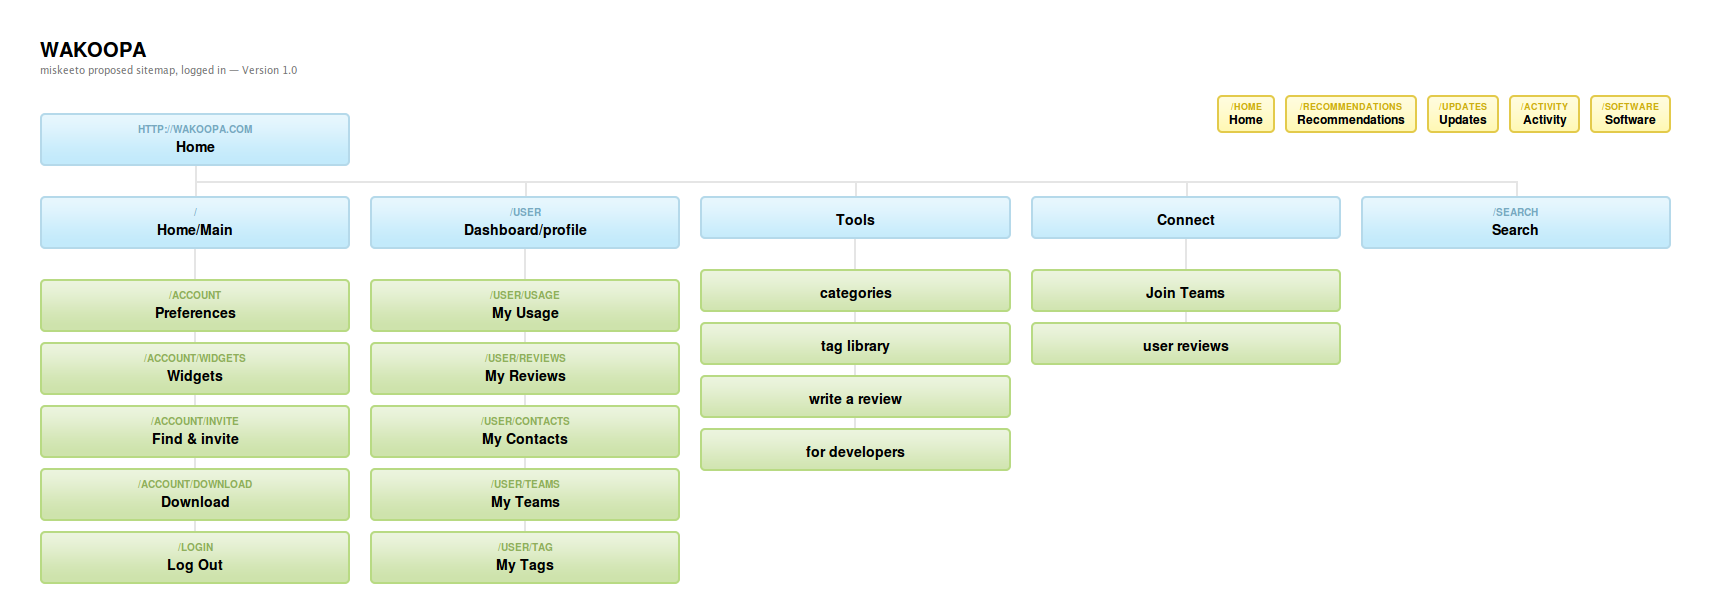 WAKOOPA
miskeeto proposed sitemap, logged in — Version 1.0
/HOME
Home
/RECOMMENDATIONS
Recommendations
/UPDATES
Updates
/ACTIVITY
Activity
/SOFTWARE
Software
HTTP://WAKOOPA.COM
Home
/
Home/Main
/ACCOUNT
Preferences
/ACCOUNT/WIDGETS
Widgets
/ACCOUNT/INVITE
Find & invite
/ACCOUNT/DOWNLOAD
Download
/LOGIN
Log Out
/USER
Dashboard/profile
/USER/USAGE
My Usage
/USER/REVIEWS
My Reviews
/USER/CONTACTS
My Contacts
/USER/TEAMS
My Teams
/USER/TAG
My Tags
Tools
categories
tag library
write a review
for developers
Connect
Join Teams
user reviews
/SEARCH
Search